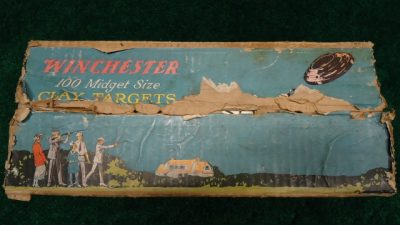 WINCHESTER
100 Midget Size
CLAY TARGETS